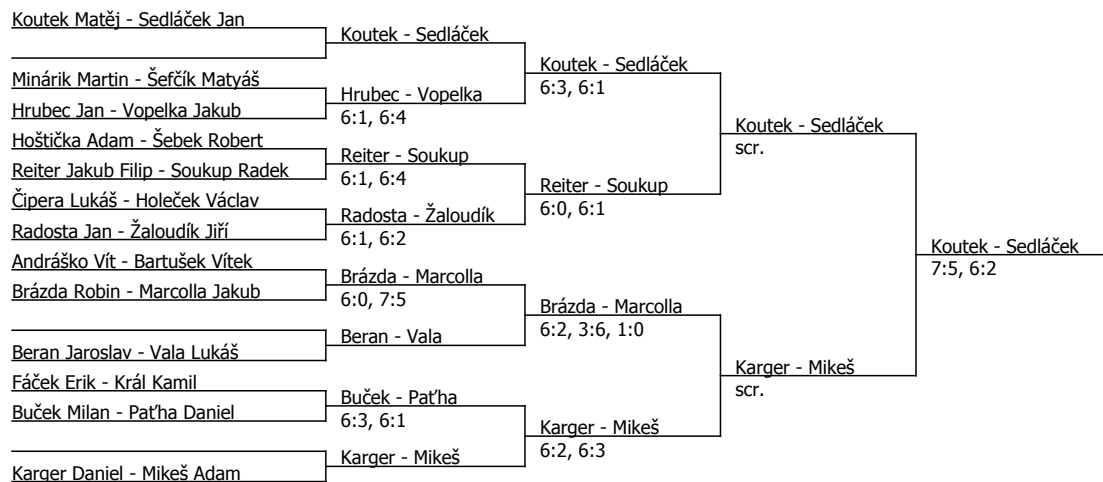 Koutek Matěj - Sedláček Jan
Minárik Martin - Šefčík Matyáš
Hrubec Jan - Vopelka Jakub
Hoštička Adam - Šebek Robert
Reiter Jakub Filip - Soukup Radek
Čipera Lukáš - Holeček Václav
Radosta Jan - Žaloudík Jiří
Andráško Vít - Bartušek Vítek
Brázda Robin - Marcolla Jakub
Beran Jaroslav - Vala Lukáš
Fáček Erik - Král Kamil
Buček Milan - Paťha Daniel
Karger Daniel - Mikeš Adam
Koutek - Sedláček
Hrubec - Vopelka
6:1, 6:4
Reiter - Soukup
6:1, 6:4
Radosta - Žaloudík
6:1, 6:2
Brázda - Marcolla
6:0, 7:5
Beran - Vala
Buček - Paťha
6:3, 6:1
Karger - Mikeš
Koutek - Sedláček
6:3, 6:1
Reiter - Soukup
6:0, 6:1
Brázda - Marcolla
6:2, 3:6, 1:0
Karger - Mikeš
6:2, 6:3
Koutek - Sedláček
scr.
Karger - Mikeš
scr.
Koutek - Sedláček
7:5, 6:2